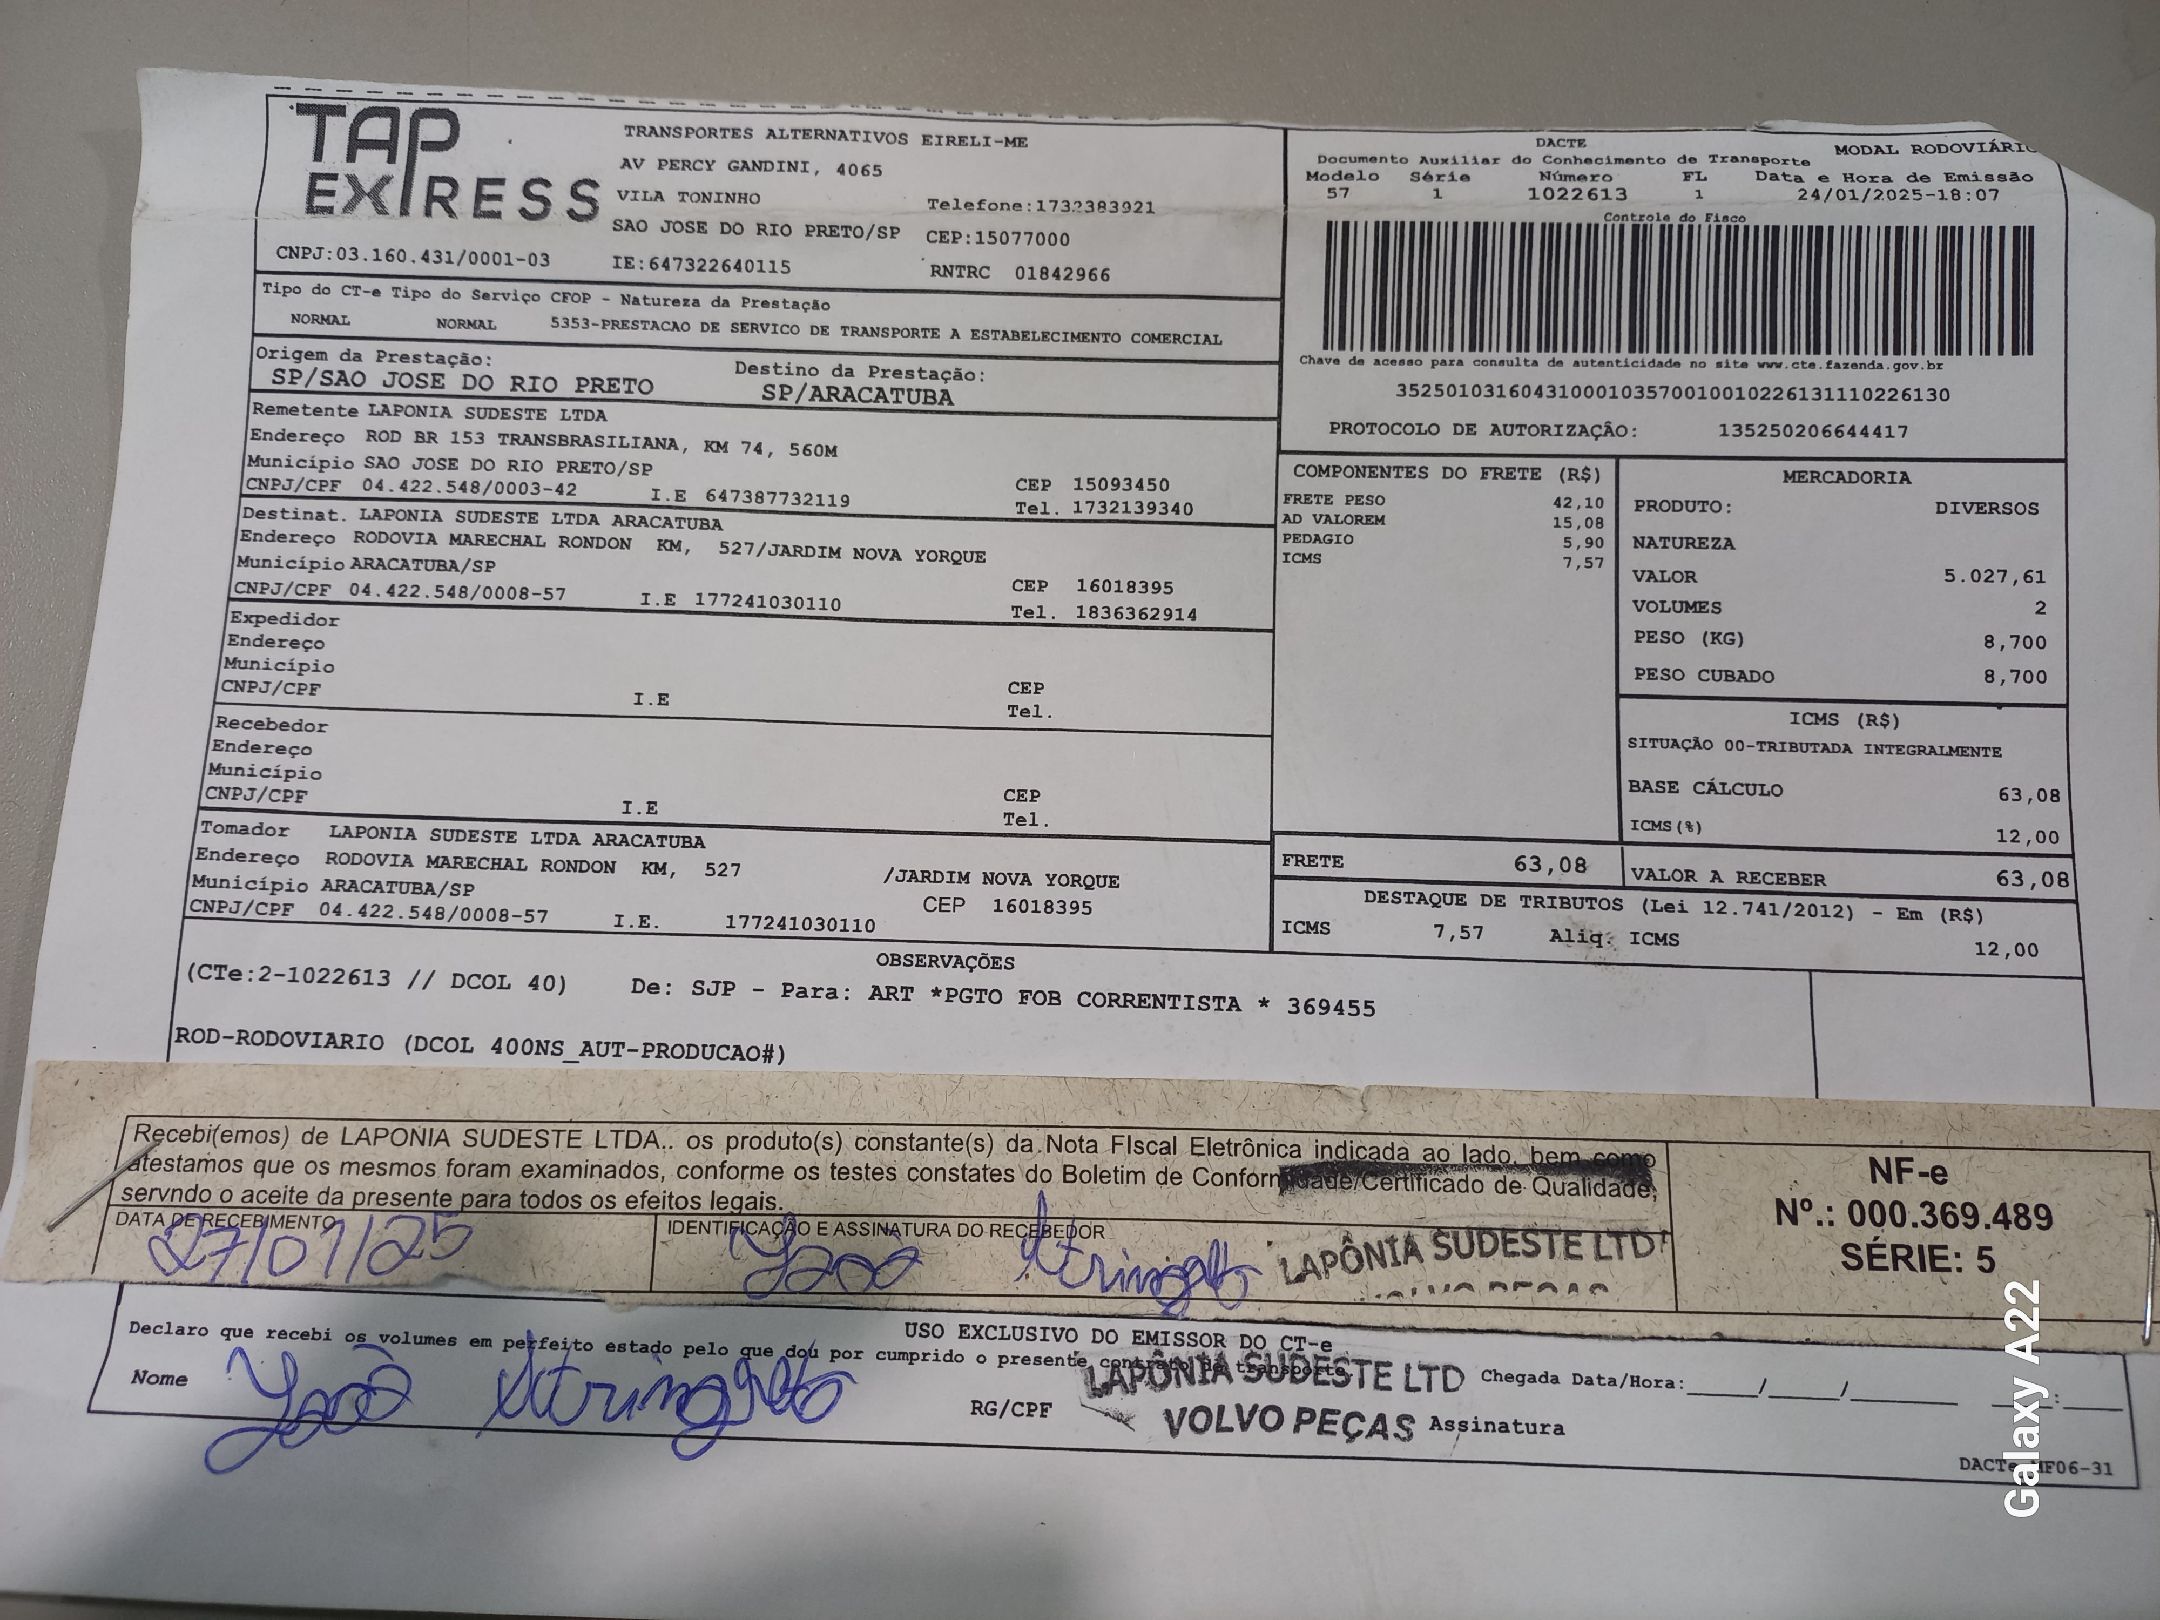 TAP EXPRESS
TRANSPORTES ALTERNATIVOS EIRELI-ME
AV PERCY GANDINI, 4065
VILA TONINHO
Telefone:1732383921
SAO JOSE DO RIO PRETO/SP CEP:15077000
CNPJ:03.160.431/0001-03 IE:647322640115 RNTRC 01842966
DACTE
MODAL RODOVIÁRIO
Documento Auxiliar do Conhecimento de Transporte
Modelo Série Número FL Data e Hora de Emissão
57 1 1022613 1 24/01/2025-18:07
Controle do Fisco
Chave de acesso para consulta de autenticidade no site www.cte.fazenda.gov.br
35250103160431000103570010010226131110226130
PROTOCOLO DE AUTORIZAÇÃO: 135250206644417
Tipo do CT-e Tipo do Serviço CFOP - Natureza da Prestação
NORMAL NORMAL 5353-PRESTACAO DE SERVICO DE TRANSPORTE A ESTABELECIMENTO COMERCIAL
Origem da Prestação: Destino da Prestação:
SP/SAO JOSE DO RIO PRETO SP/ARACATUBA
Remetente LAPONIA SUDESTE LTDA
Endereço ROD BR 153 TRANSBRASILIANA, KM 74, 560M
Município SAO JOSE DO RIO PRETO/SP CEP 15093450
CNPJ/CPF 04.422.548/0003-42 I.E 647387732119 Tel. 1732139340
Destinat. LAPONIA SUDESTE LTDA ARACATUBA
Endereço RODOVIA MARECHAL RONDON KM, 527/JARDIM NOVA YORQUE
Município ARACATUBA/SP CEP 16018395
CNPJ/CPF 04.422.548/0008-57 I.E 177241030110 Tel. 1836362914
Expedidor
Endereço
Município
CNPJ/CPF I.E CEP
Tel.
Recebedor
Endereço
Município
CNPJ/CPF I.E CEP
Tel.
Tomador LAPONIA SUDESTE LTDA ARACATUBA
Endereço RODOVIA MARECHAL RONDON KM, 527 /JARDIM NOVA YORQUE
Município ARACATUBA/SP CEP 16018395
CNPJ/CPF 04.422.548/0008-57 I.E. 177241030110
COMPONENTES DO FRETE (R$)
FRETE PESO 42,10
AD VALOREM 15,08
PEDAGIO 5,90
ICMS 7,57
MERCADORIA
PRODUTO: DIVERSOS
NATUREZA
VALOR 5.027,61
VOLUMES 2
PESO (KG) 8,700
PESO CUBADO 8,700
ICMS (R$)
SITUAÇÃO 00-TRIBUTADA INTEGRALMENTE
BASE CÁLCULO 63,08
ICMS(%) 12,00
FRETE 63,08 VALOR A RECEBER 63,08
DESTAQUE DE TRIBUTOS (Lei 12.741/2012) - Em (R$)
ICMS 7,57 Aliq. ICMS 12,00
OBSERVAÇÕES
(CTe:2-1022613 // DCOL 40) De: SJP - Para: ART *PGTO FOB CORRENTISTA * 369455
ROD-RODOVIARIO (DCOL 400NS_AUT-PRODUCAO#)
Recebi(emos) de LAPONIA SUDESTE LTDA.. os produto(s) constante(s) da Nota FIscal Eletrônica indicada ao lado, bem como
atestamos que os mesmos foram examinados, conforme os testes constates do Boletim de Conformidade/Certificado de Qualidade,
servndo o aceite da presente para todos os efeitos legais.
DATA DE RECEBIMENTO IDENTIFICAÇÃO E ASSINATURA DO RECEBEDOR
27/01/25
LAPÔNIA SUDESTE LTD
NF-e
Nº.: 000.369.489
SÉRIE: 5
USO EXCLUSIVO DO EMISSOR DO CT-e
Declaro que recebi os volumes em perfeito estado pelo que dou por cumprido o presente contrato de transporte
Nome
RG/CPF
LAPÔNIA SUDESTE LTD
VOLVO PEÇAS
Chegada Data/Hora:____/____/____ __:__
Assinatura
Galaxy A22